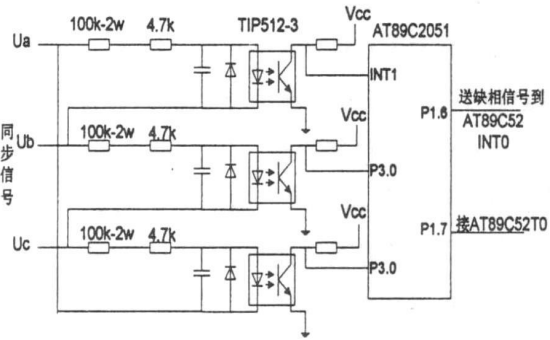 100k-2w 4.7k TIP512-3 Vcc
Ua
AT89C2051
INT1
送缺相信号到
P1.6
AT89C52
INT0
Vcc
同步信号
Ub 100k-2w 4.7k
P3.0
Vcc
P1.7 接AT89C52T0
Uc 100k-2w 4.7k
P3.0